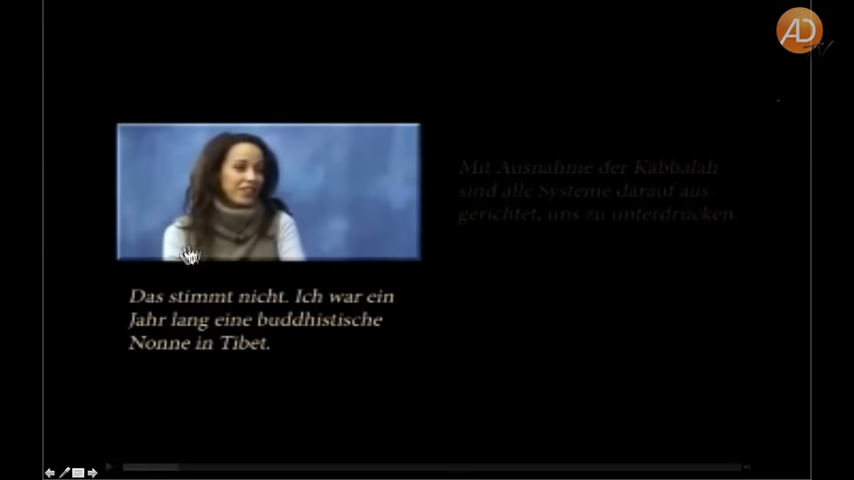 AD
TV
Mit Ausnahme der Kabbalah
sind alle Systeme darauf aus
gerichtet, uns zu unterdrücken.
Das stimmt nicht. Ich war ein
Jahr lang eine buddhistische
Nonne in Tibet.